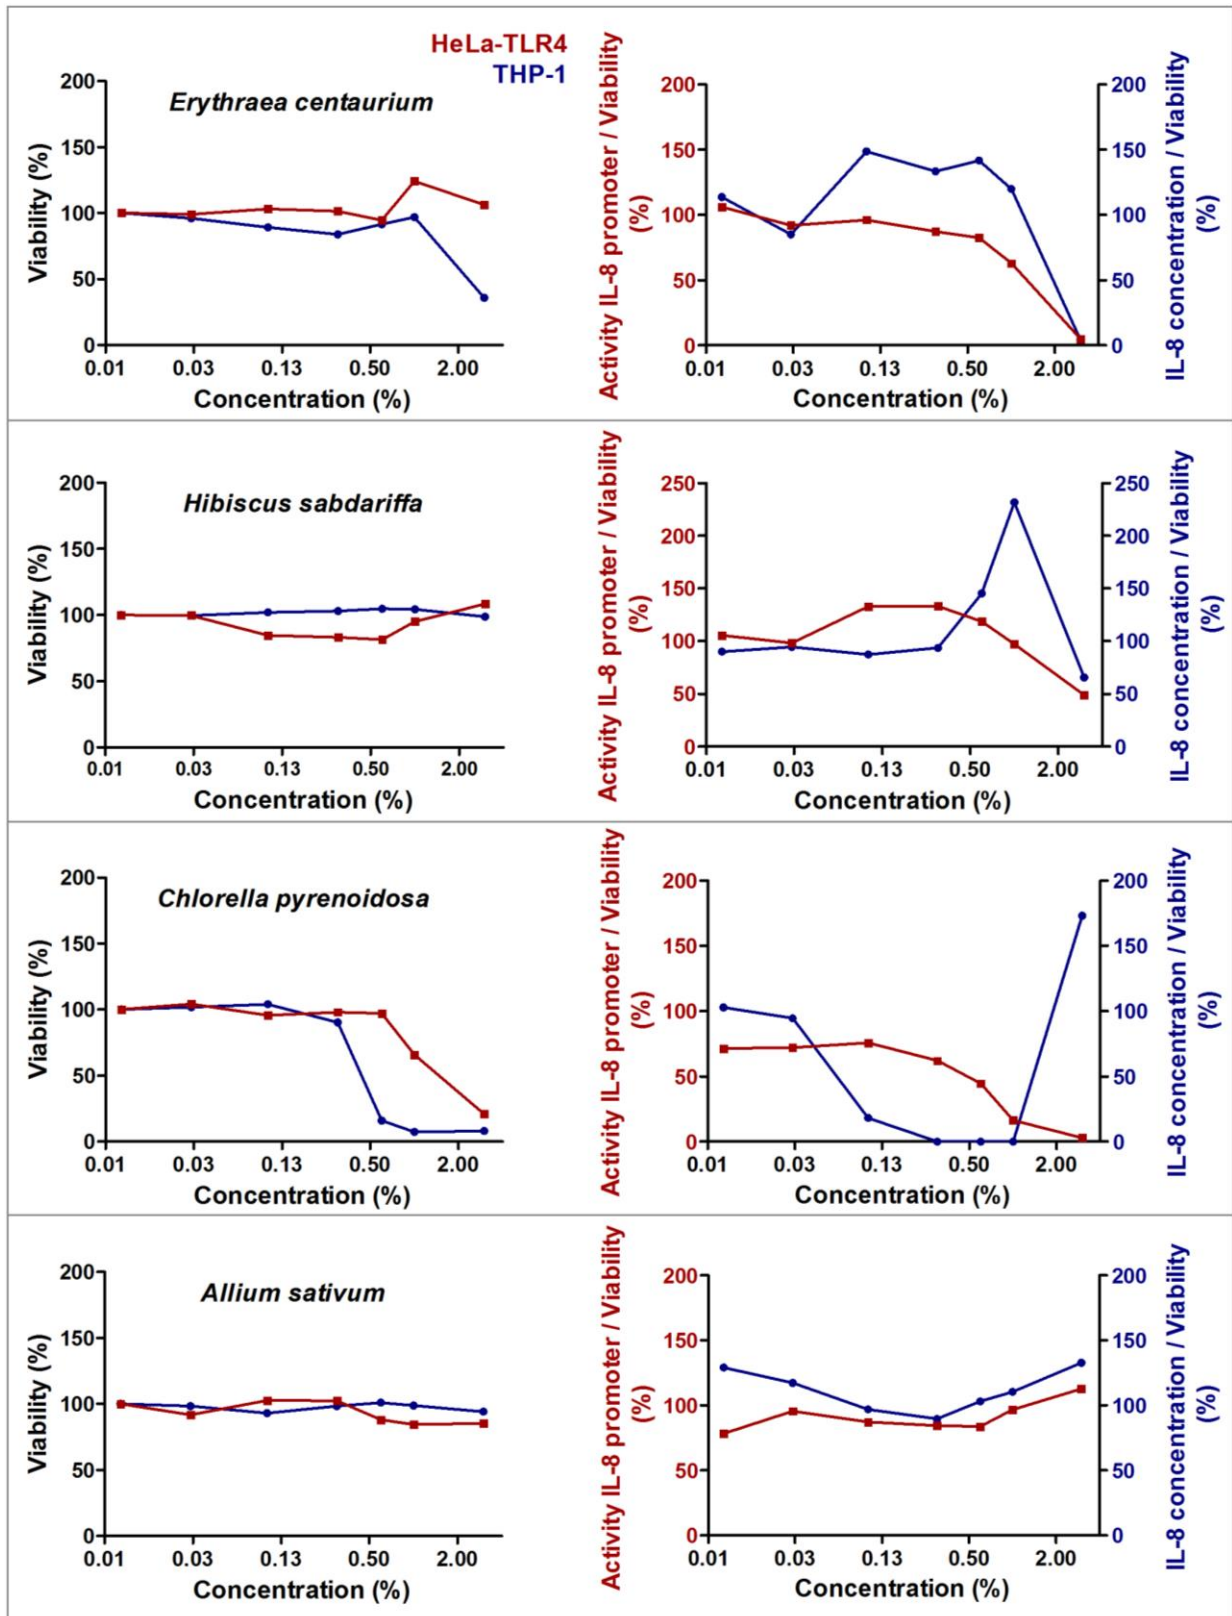 HeLa-TLR4
THP-1
Erythraea centaurium
Viability (%)
200
150
100
50
0
0.01 0.03 0.13 0.50 2.00
Concentration (%)
Activity IL-8 promoter / Viability
(%)
200
150
100
50
0
0.01 0.03 0.13 0.50 2.00
Concentration (%)
200
150
100
50
0
IL-8 concentration / Viability
(%)
Hibiscus sabdariffa
Viability (%)
200
150
100
50
0
0.01 0.03 0.13 0.50 2.00
Concentration (%)
Activity IL-8 promoter / Viability
(%)
250
200
150
100
50
0
0.01 0.03 0.13 0.50 2.00
Concentration (%)
250
200
150
100
50
0
IL-8 concentration / Viability
(%)
Chlorella pyrenoidosa
Viability (%)
200
150
100
50
0
0.01 0.03 0.13 0.50 2.00
Concentration (%)
Activity IL-8 promoter / Viability
(%)
200
150
100
50
0
0.01 0.03 0.13 0.50 2.00
Concentration (%)
200
150
100
50
0
IL-8 concentration / Viability
(%)
Allium sativum
Viability (%)
200
150
100
50
0
0.01 0.03 0.13 0.50 2.00
Concentration (%)
Activity IL-8 promoter / Viability
(%)
200
150
100
50
0
0.01 0.03 0.13 0.50 2.00
Concentration (%)
200
150
100
50
0
IL-8 concentration / Viability
(%)